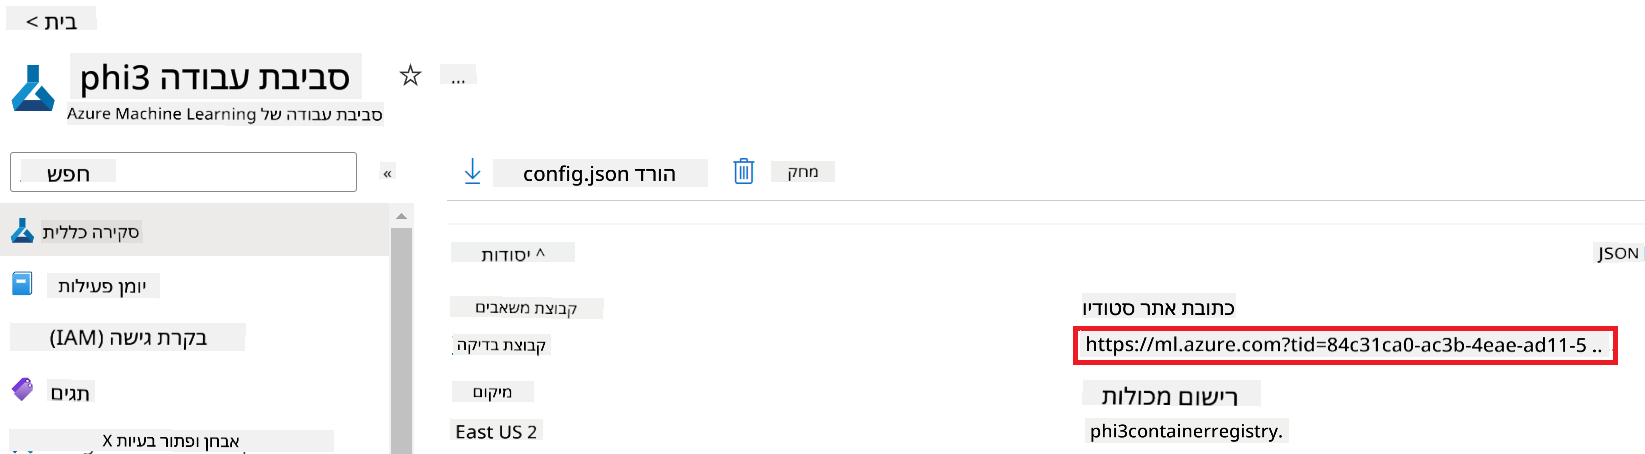 בית >
סביבת עבודה phi3
...
סביבת עבודה של Azure Machine Learning
חפש
«
הורד config.json
מחק
סקירה כללית
יומן פעילות
בקרת גישה (IAM)
תגים
אבחן ופתור בעיות X
^ יסודות
JSON
קבוצת משאבים
קבוצת בדיקה
מיקום
East US 2
כתובת אתר סטודיו
https://ml.azure.com?tid=84c31ca0-ac3b-4eae-ad11-5 ..
רישום מכולות
phi3containerregistry.